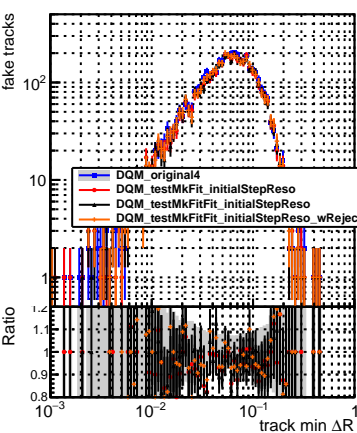 fake tracks
10²
10
1
DQM_original4
DQM_testMkFit_initialStepReso
DQM_testMkFitFit_initialStepReso
DQM_testMkFitFit_initialStepReso_wRejec
Ratio
1.2
1.1
1
0.9
0.8
10⁻³ 10⁻² 10⁻¹ 1
track min ΔR